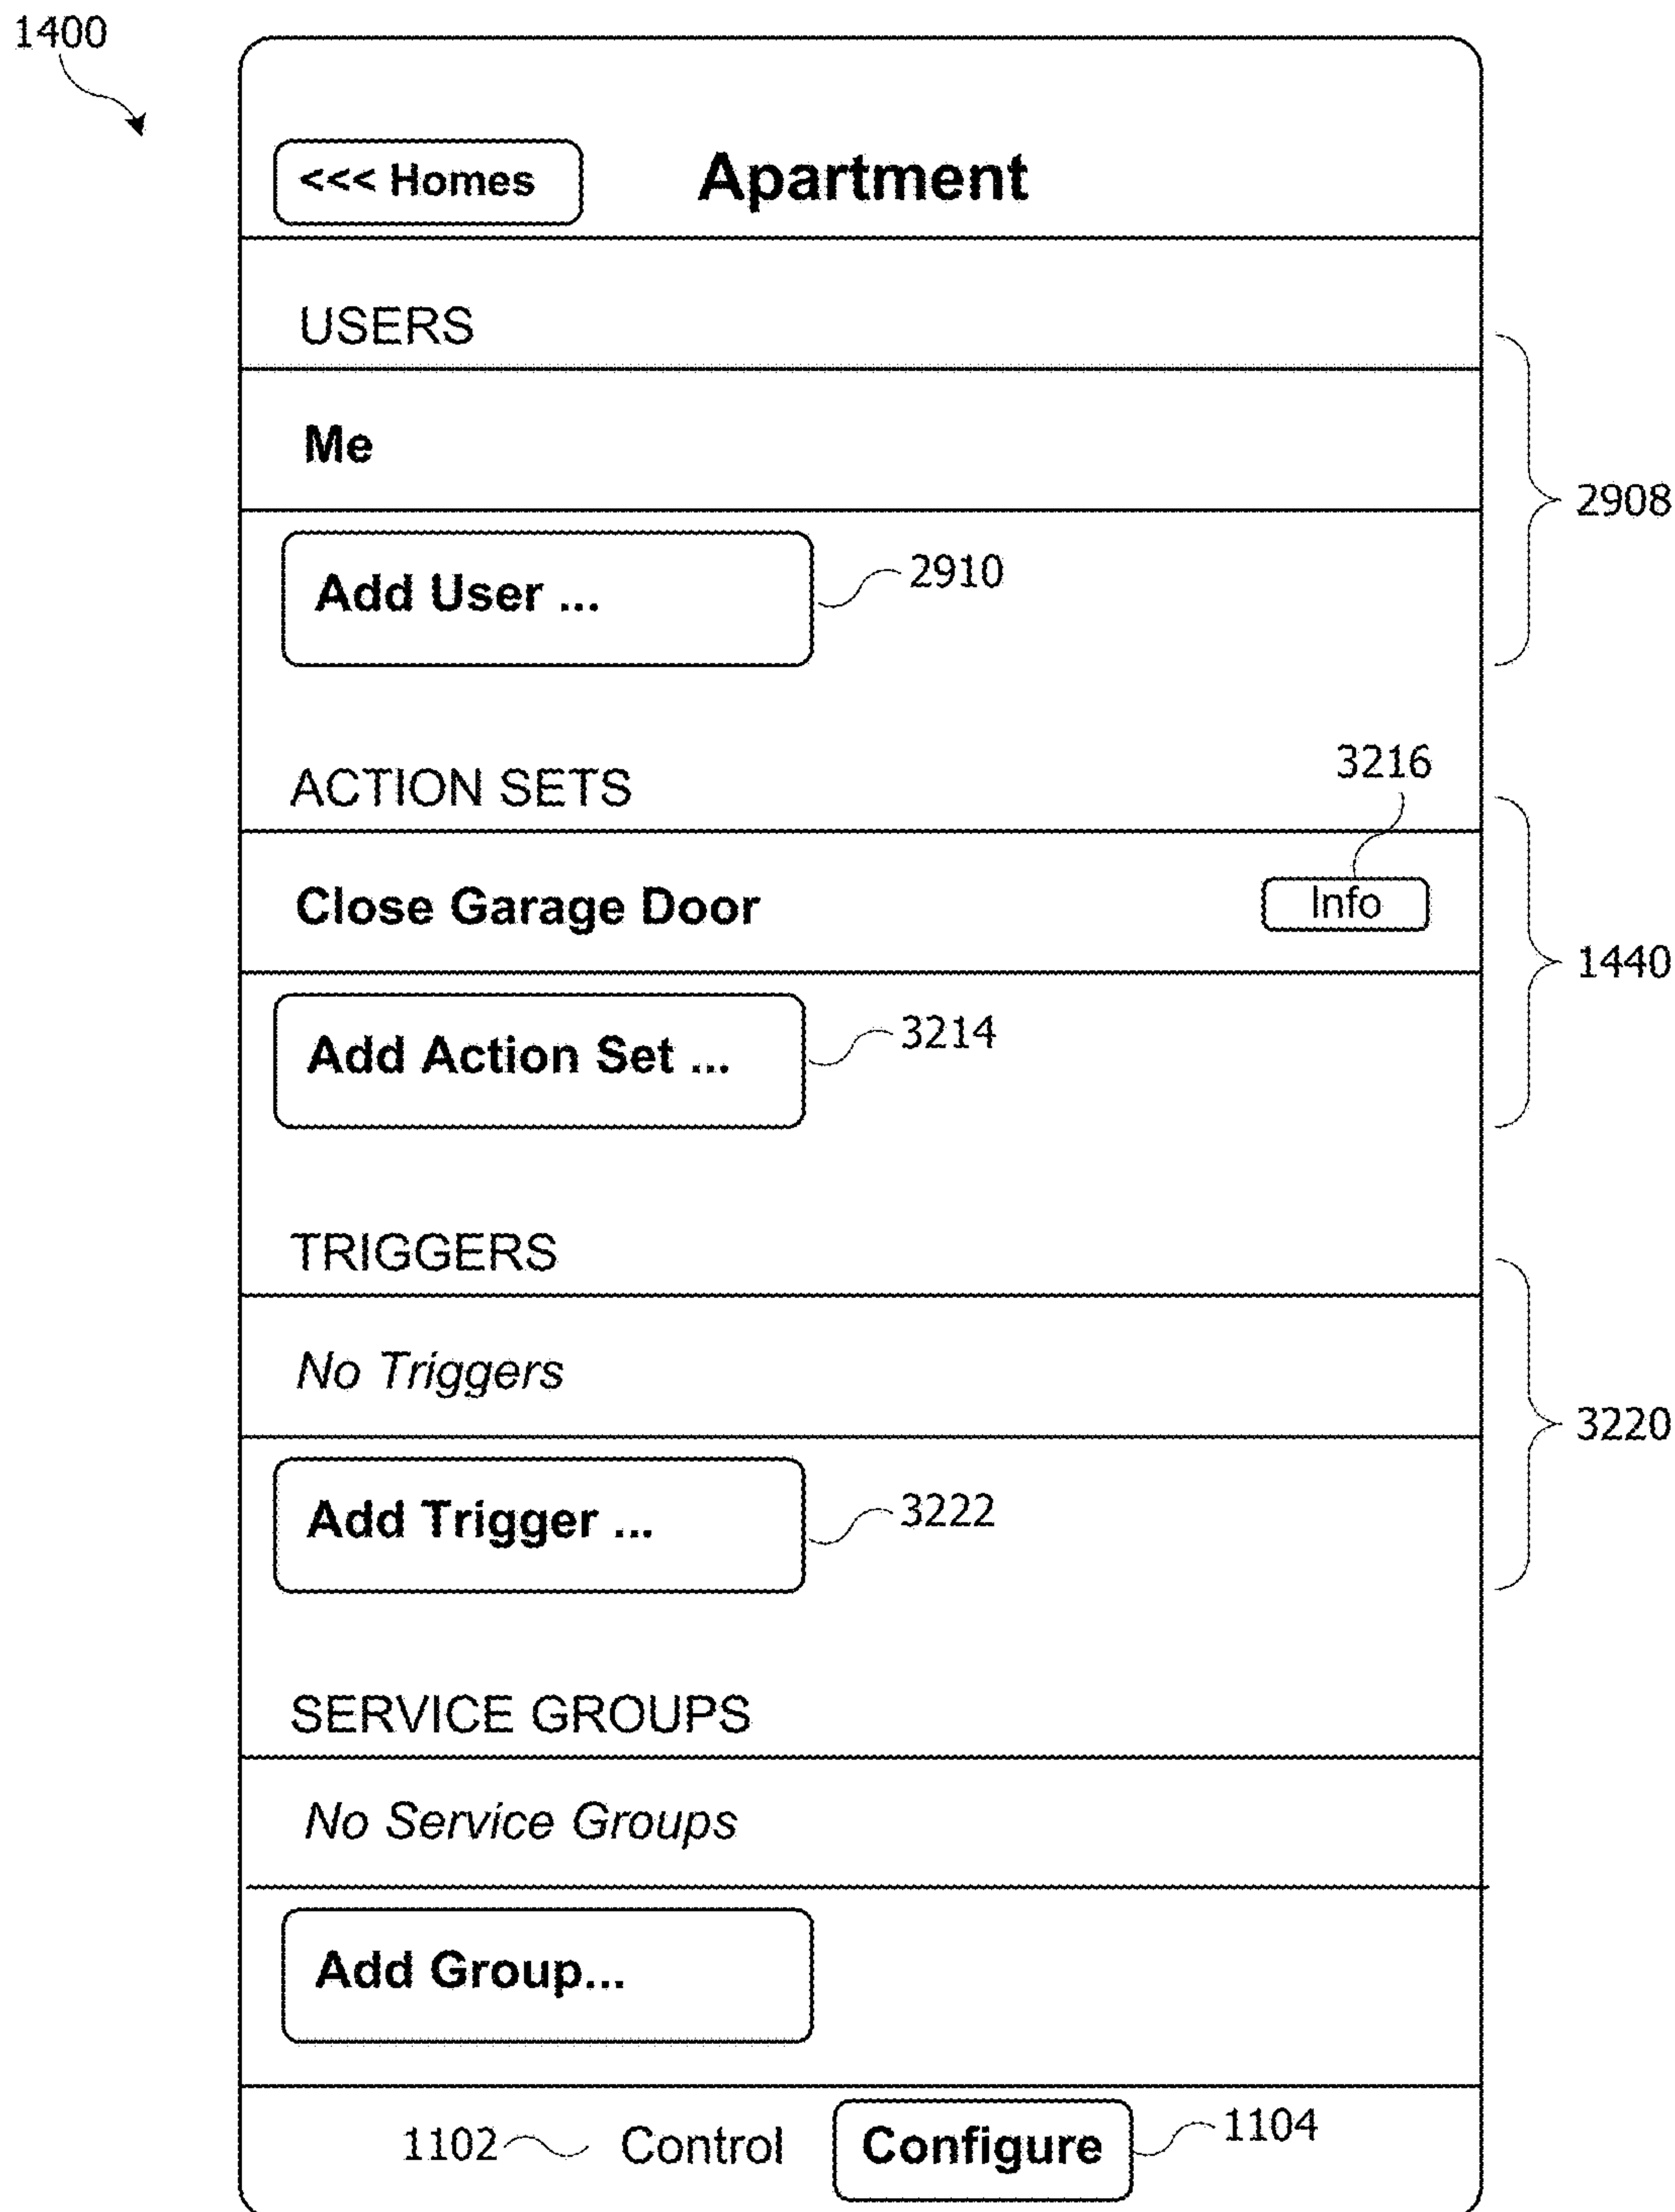 1400
<<< Homes Apartment
USERS
Me
2908
Add User ... 2910
3216
ACTION SETS
Close Garage Door Info
1440
Add Action Set ... 3214
TRIGGERS
No Triggers
3220
Add Trigger ... 3222
SERVICE GROUPS
No Service Groups
Add Group...
1102 Control Configure 1104